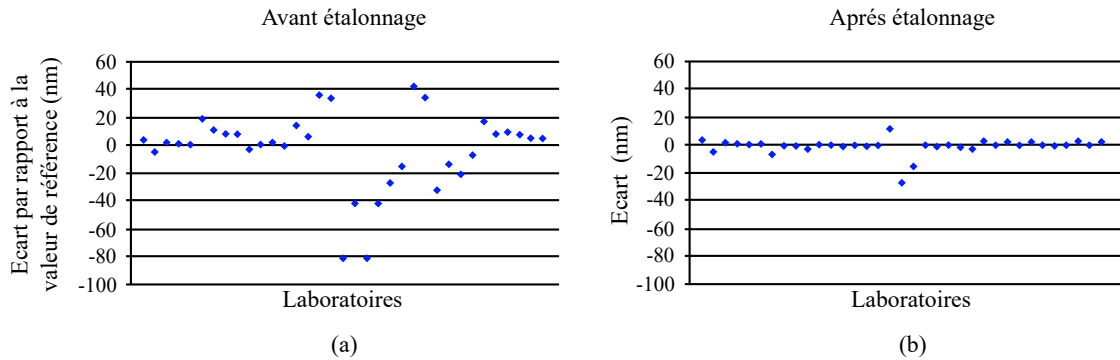 Avant étalonnage
Ecart par rapport à la
valeur de référence (nm)
60
40
20
0
-20
-40
-60
-80
-100
Laboratoires
(a)
Aprés étalonnage
Ecart (nm)
60
40
20
0
-20
-40
-60
-80
-100
Laboratoires
(b)